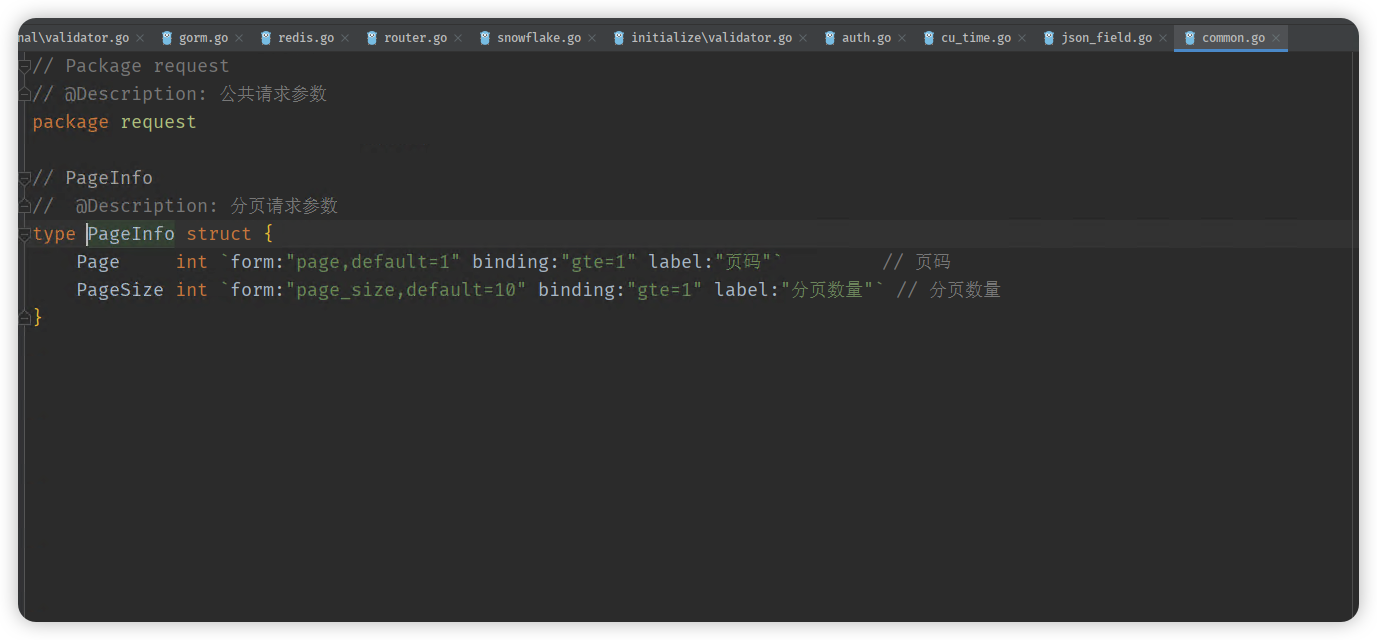 nal\validator.go gorm.go redis.go router.go snowflake.go initialize\validator.go auth.go cu_time.go json_field.go common.go
// Package request
// @Description: 公共请求参数
package request
// PageInfo
//  @Description: 分页请求参数
type PageInfo struct {
    Page     int `form:"page,default=1" binding:"gte=1" label:"页码"`         // 页码
    PageSize int `form:"page_size,default=10" binding:"gte=1" label:"分页数量"` // 分页数量
}